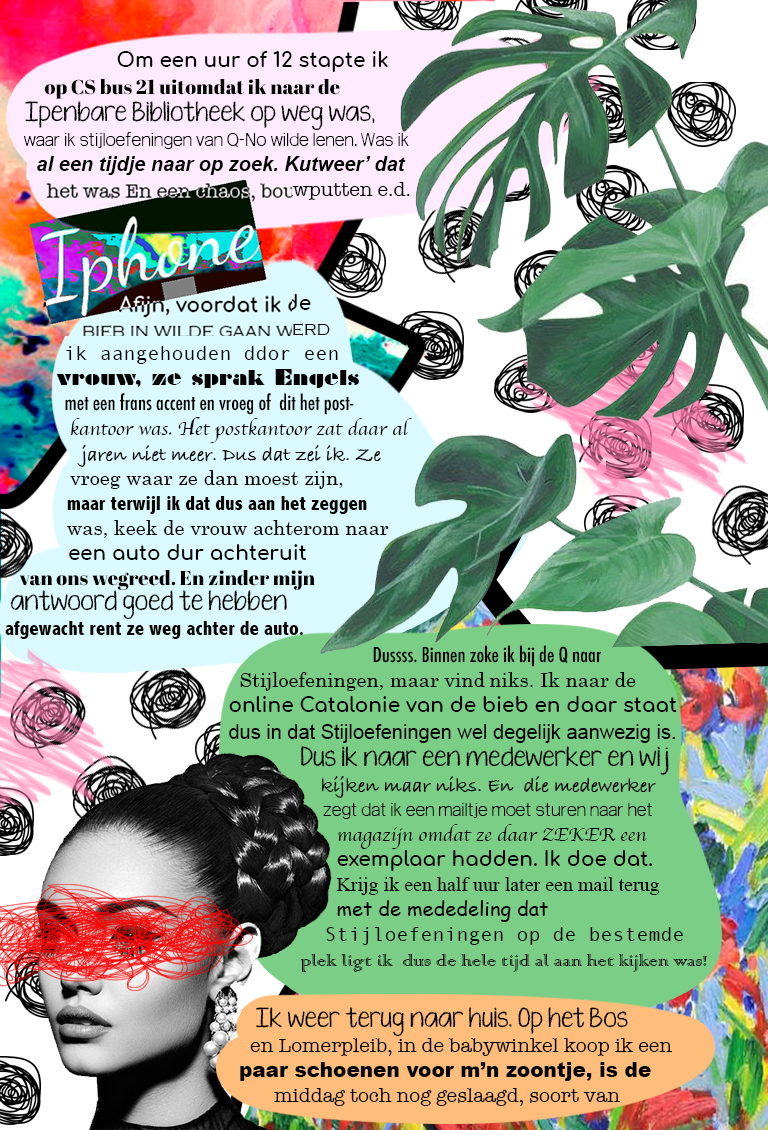 Om een uur of 12 stapte ik
op CS bus 21 uitomdat ik naar de
Ipenbare Bibliotheek op weg was,
waar ik stijloefeningen van Q-No wilde lenen. Was ik
al een tijdje naar op zoek. Kutweer' dat
het was En een chaos, bouwputten e.d.
Iphone
Afijn, voordat ik de
BIEB IN WILDE GAAN WERD
ik aangehouden ddor een
vrouw, ze sprak Engels
met een frans accent en vroeg of dit het post-
kantoor was. Het postkantoor zat daar al
jaren niet meer. Dus dat zei ik. Ze
vroeg waar ze dan moest zijn,
maar terwijl ik dat dus aan het zeggen
was, keek de vrouw achterom naar
een auto dur achteruit
van ons wegreed. En zinder mijn
antwoord goed te hebben
afgewacht rent ze weg achter de auto.
Dussss. Binnen zoke ik bij de Q naar
Stijloefeningen, maar vind niks. Ik naar de
online Catalonie van de bieb en daar staat
dus in dat Stijloefeningen wel degelijk aanwezig is.
Dus ik naar een medewerker en wij
kijken maar niks. En die medewerker
zegt dat ik een mailtje moet sturen naar het
magazijn omdat ze daar ZEKER een
exemplaar hadden. Ik doe dat.
Krijg ik een half uur later een mail terug
met de mededeling dat
Stijloefeningen op de bestemde
plek ligt ik dus de hele tijd al aan het kijken was!
Ik weer terug naar huis. Op het Bos
en Lomerpleib, in de babywinkel koop ik een
paar schoenen voor m'n zoontje, is de
middag toch nog geslaagd, soort van